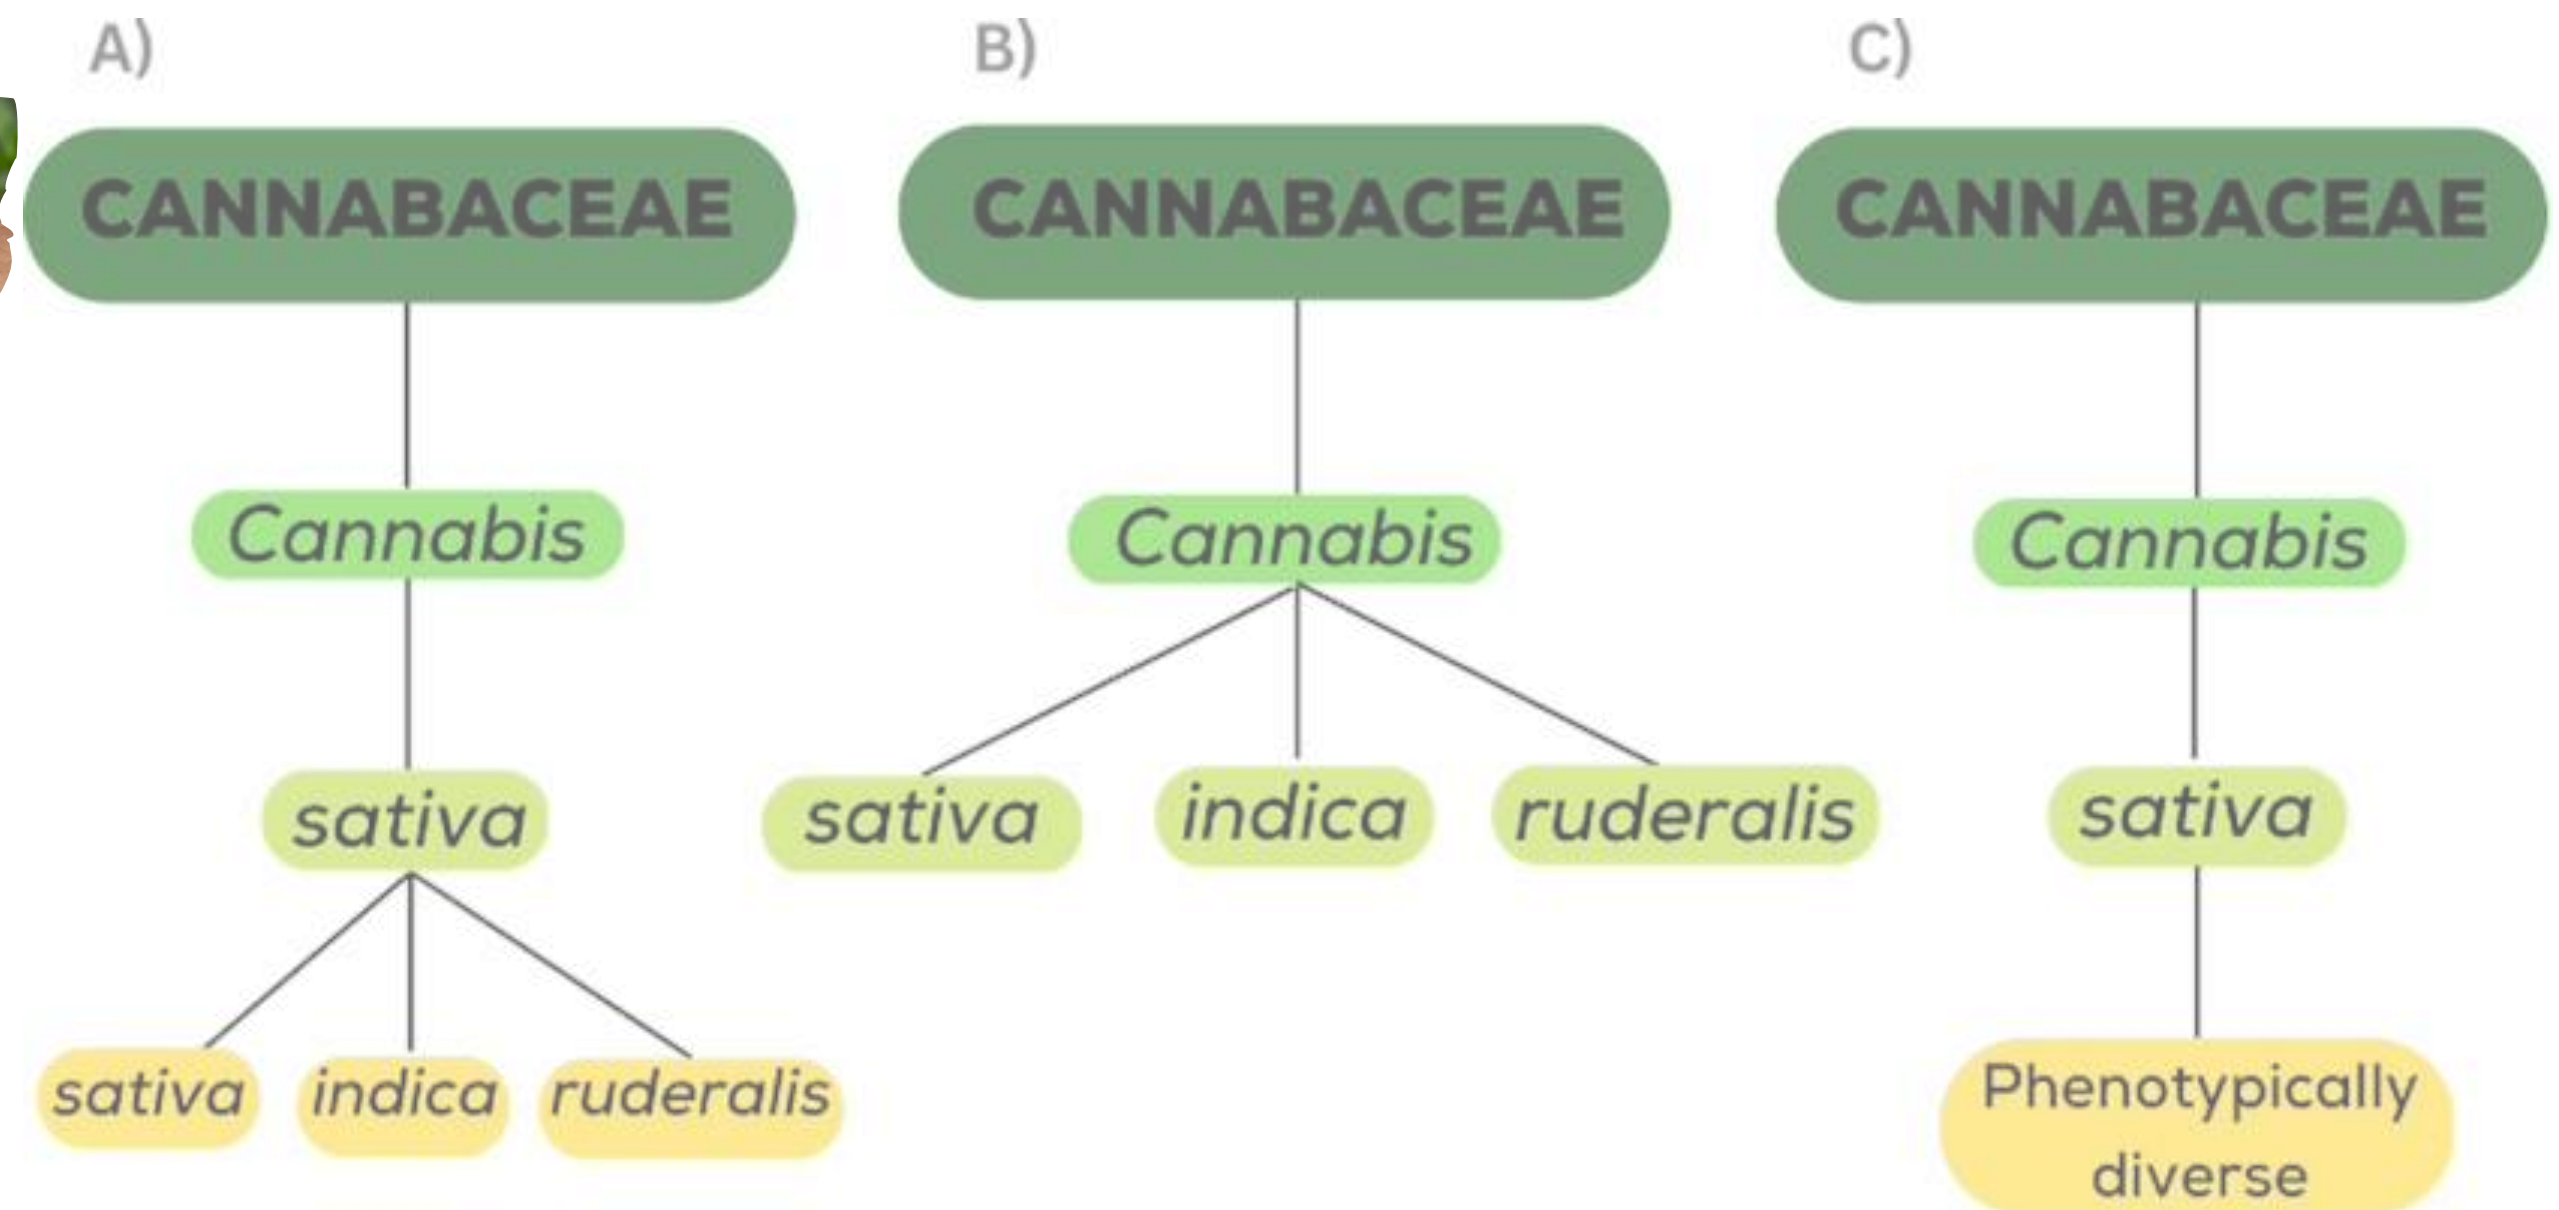 A)
CANNABACEAE
Cannabis
sativa
sativa
indica
ruderalis
B)
CANNABACEAE
Cannabis
sativa
indica
ruderalis
C)
CANNABACEAE
Cannabis
sativa
Phenotypically
diverse